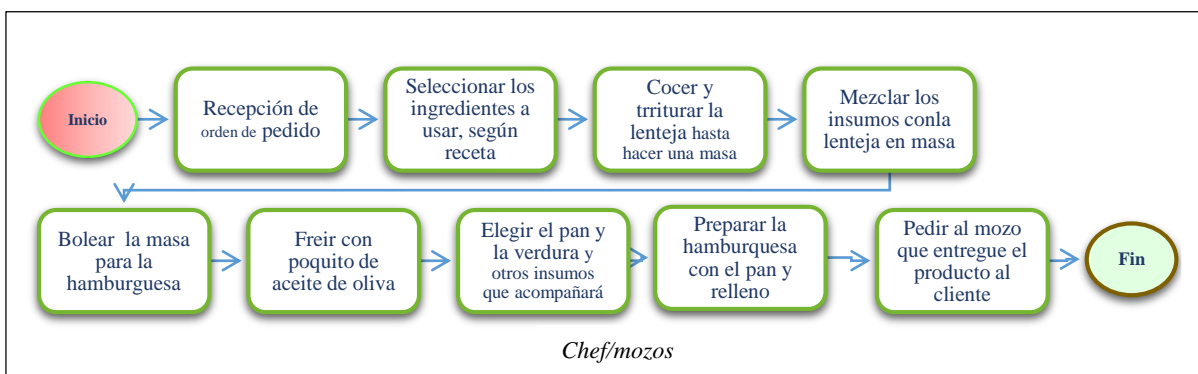 Inicio
Recepción de
orden de pedido
Seleccionar los
ingredientes a
usar, según
receta
Cocer y
trriturar la
lenteja hasta
hacer una masa
Mezclar los
insumos conla
lenteja en masa
Bolear la masa
para la
hamburguesa
Freir con
poquito de
aceite de oliva
Elegir el pan y
la verdura y
otros insumos
que acompañará
Preparar la
hamburquesa
con el pan y
relleno
Pedir al mozo
que entregue el
producto al
cliente
Fin
Chef/mozos